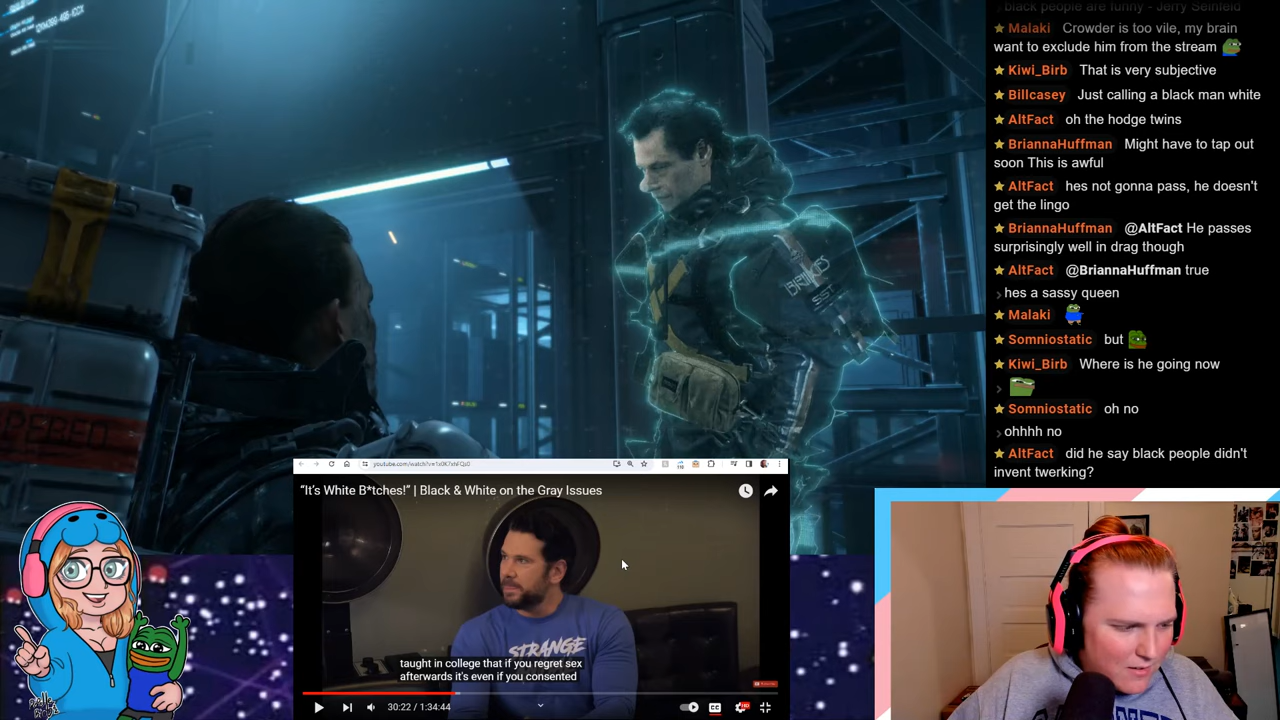 black people are funny - Jerry Seinfeld
Malaki Crowder is too vile, my brain
want to exclude him from the stream
Kiwi_Birb That is very subjective
Billcasey Just calling a black man white
AltFact oh the hodge twins
BriannaHuffman Might have to tap out
soon This is awful
AltFact hes not gonna pass, he doesn't
get the lingo
BriannaHuffman @AltFact He passes
surprisingly well in drag though
AltFact @BriannaHuffman true
hes a sassy queen
Malaki
Somniostatic but
Kiwi_Birb Where is he going now
Somniostatic oh no
ohhhh no
AltFact did he say black people didn't
invent twerking?
BRIDGES
“It's White B*tches!” | Black & White on the Gray Issues
STRANGE
taught in college that if you regret sex
afterwards it's even if you consented
30:22 / 1:34:44
CC
HD